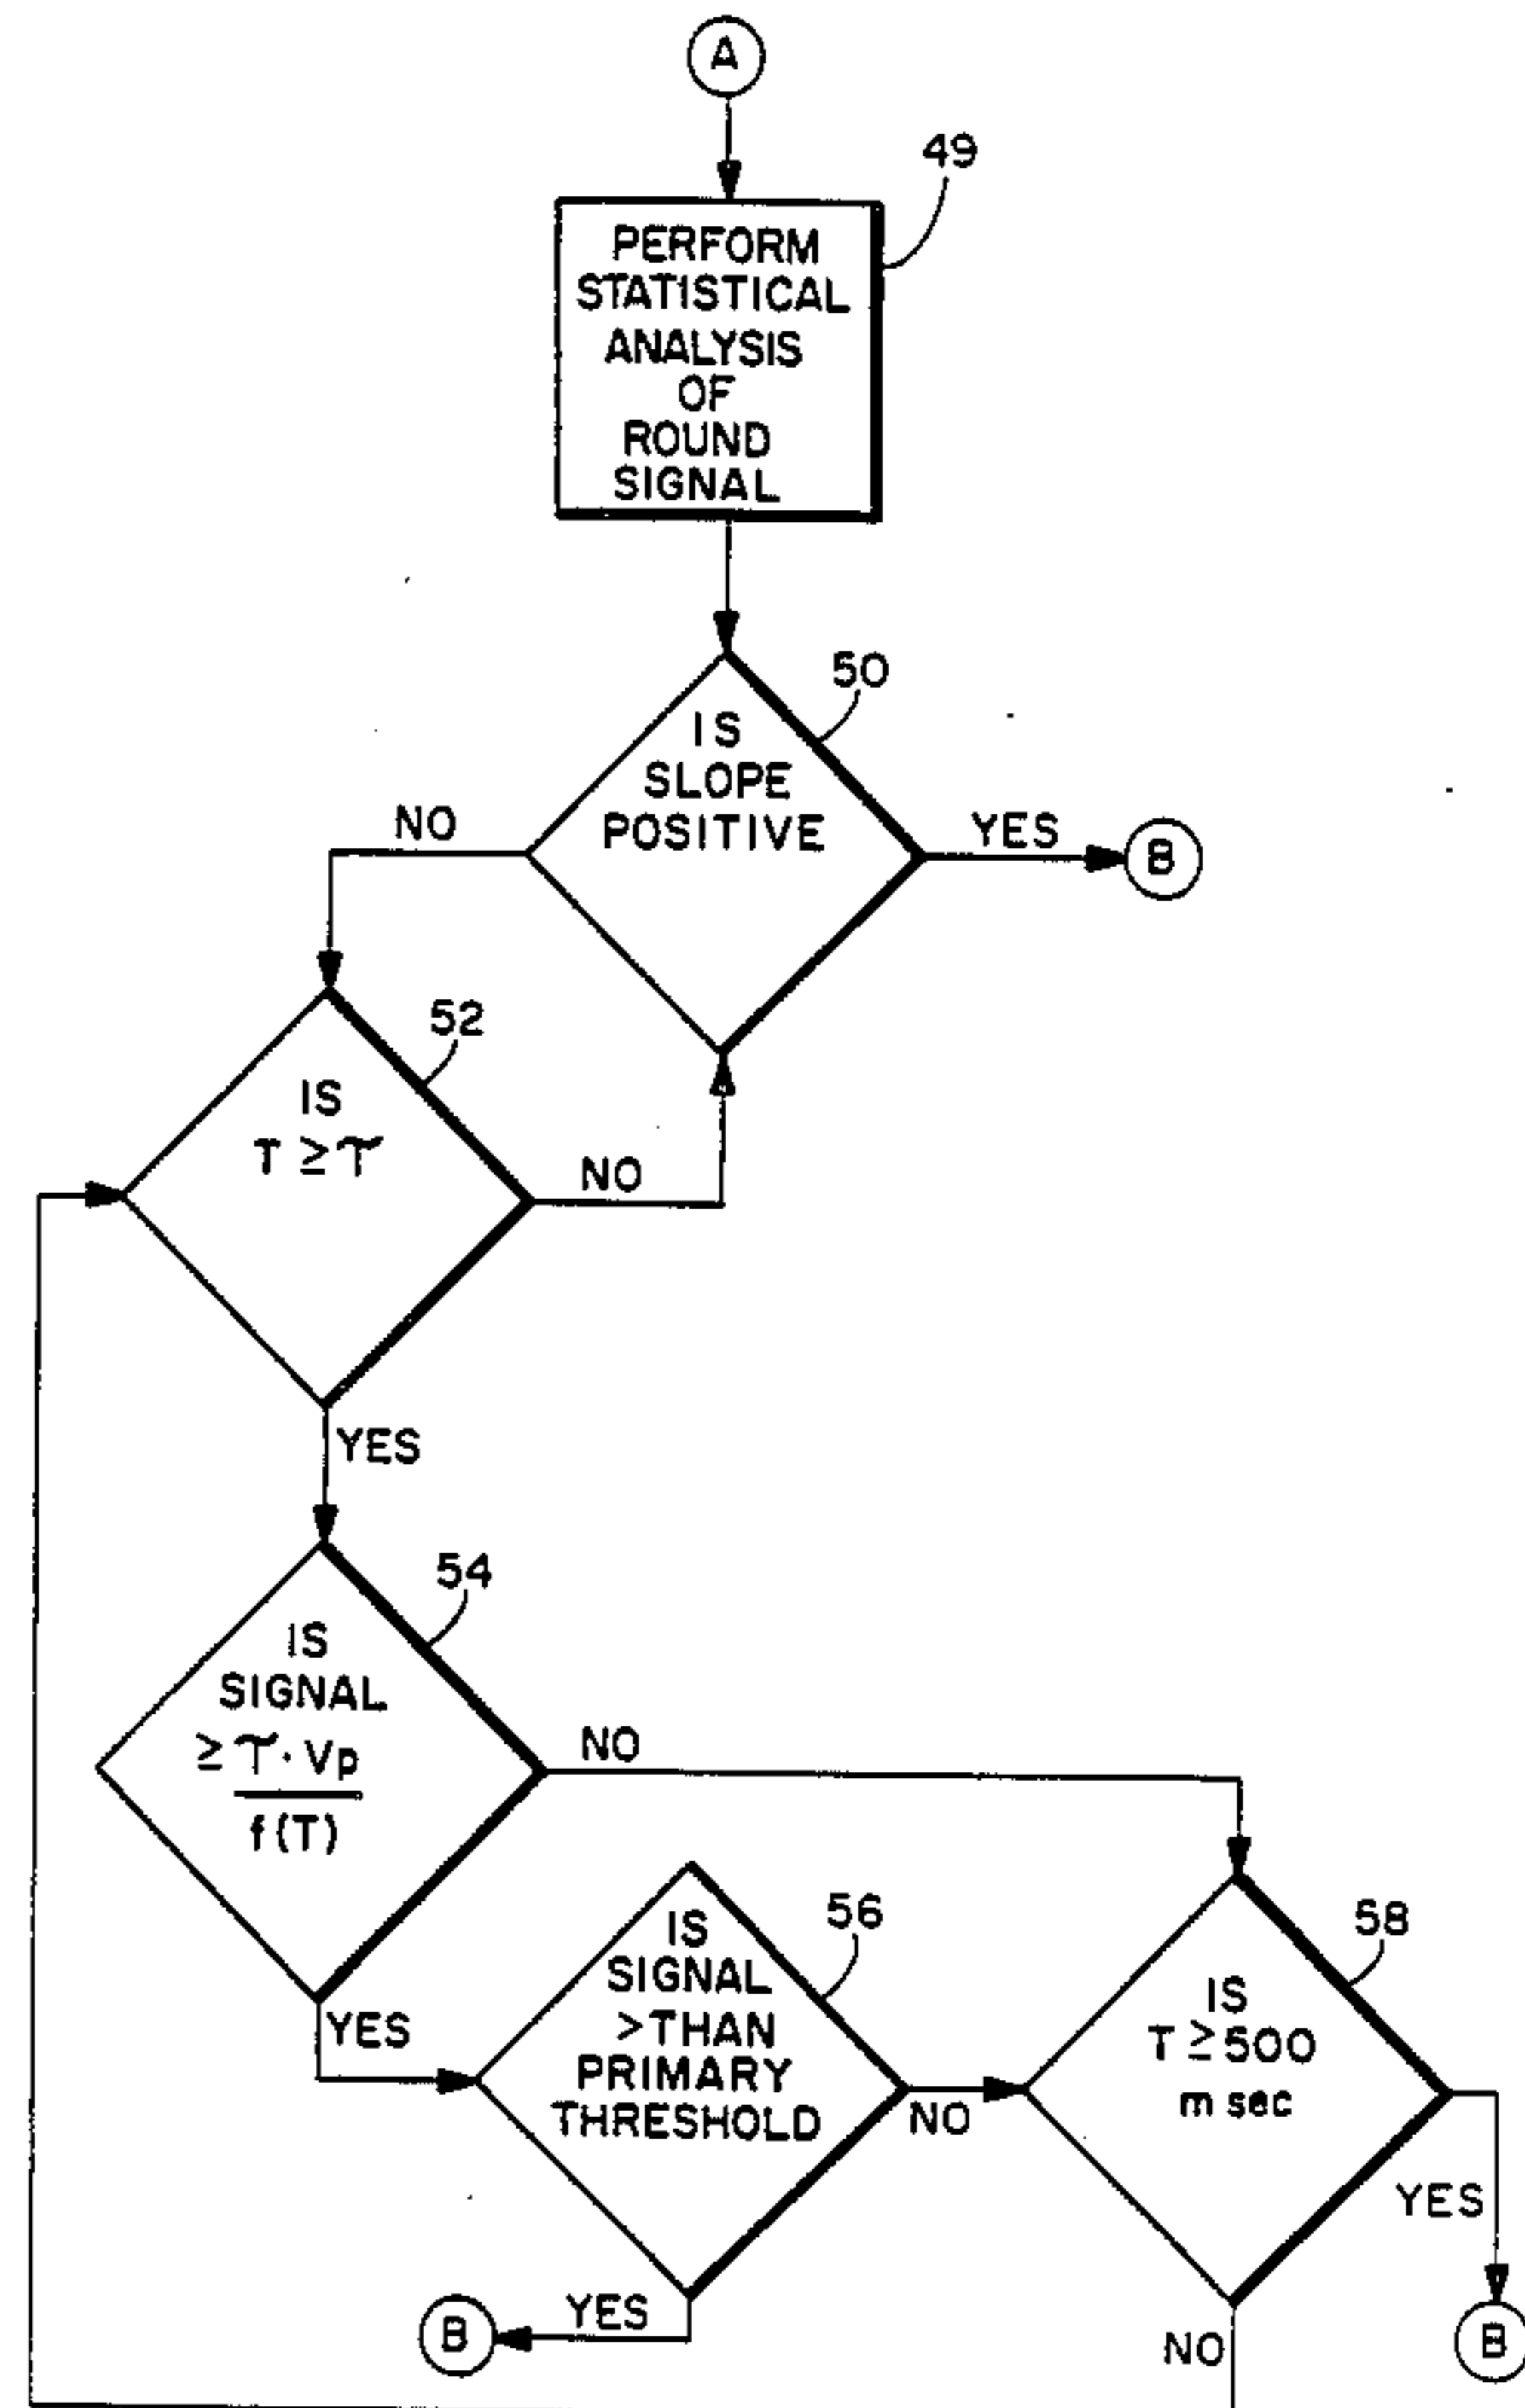 A
49
PERFORM
STATISTICAL
ANALYSIS
OF
ROUND
SIGNAL
50
IS
SLOPE
POSITIVE
NO
YES
B
52
IS
T ≥ τ
NO
YES
54
IS
SIGNAL
≥ τ · Vp
f(T)
NO
YES
56
IS
SIGNAL
>THAN
PRIMARY
THRESHOLD
NO
58
IS
T ≥ 500
m sec
YES
YES
B
NO
B